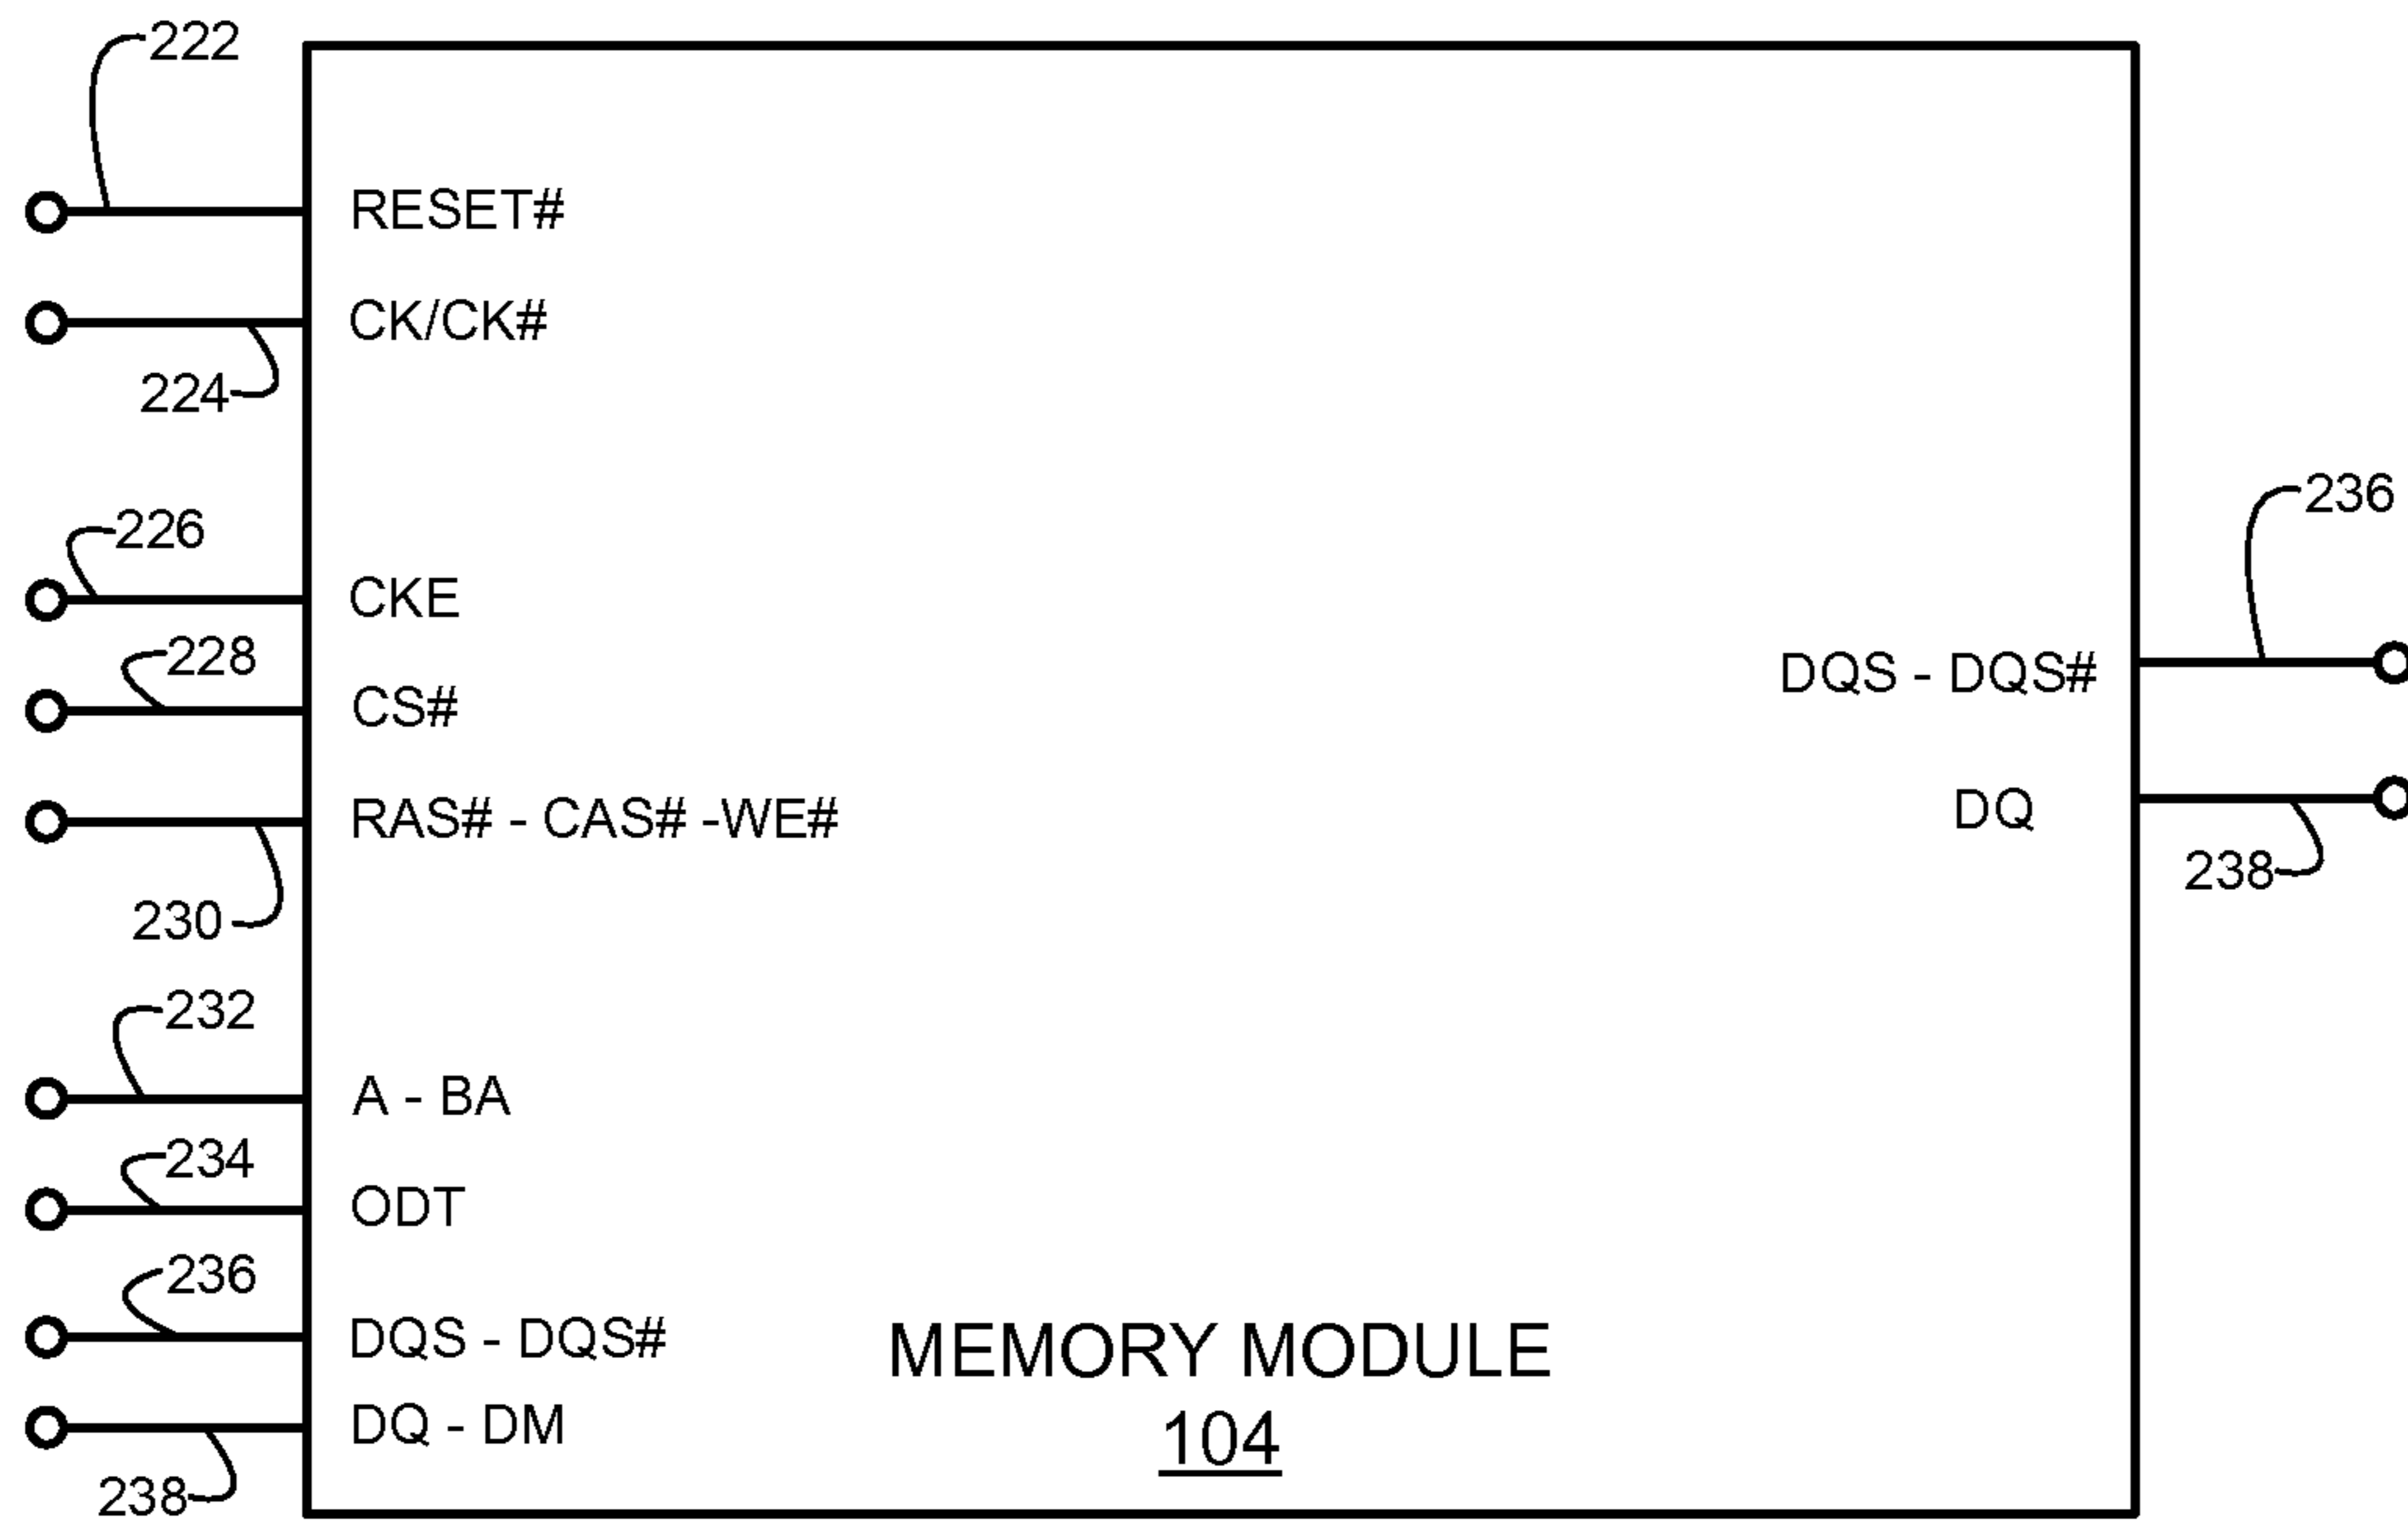 222
RESET#
CK/CK#
224
226
CKE
228
CS#
RAS# - CAS# -WE#
230
232
A - BA
234
ODT
236
DQS - DQS#
DQ - DM
238
236
DQS - DQS#
DQ
238
MEMORY MODULE
104